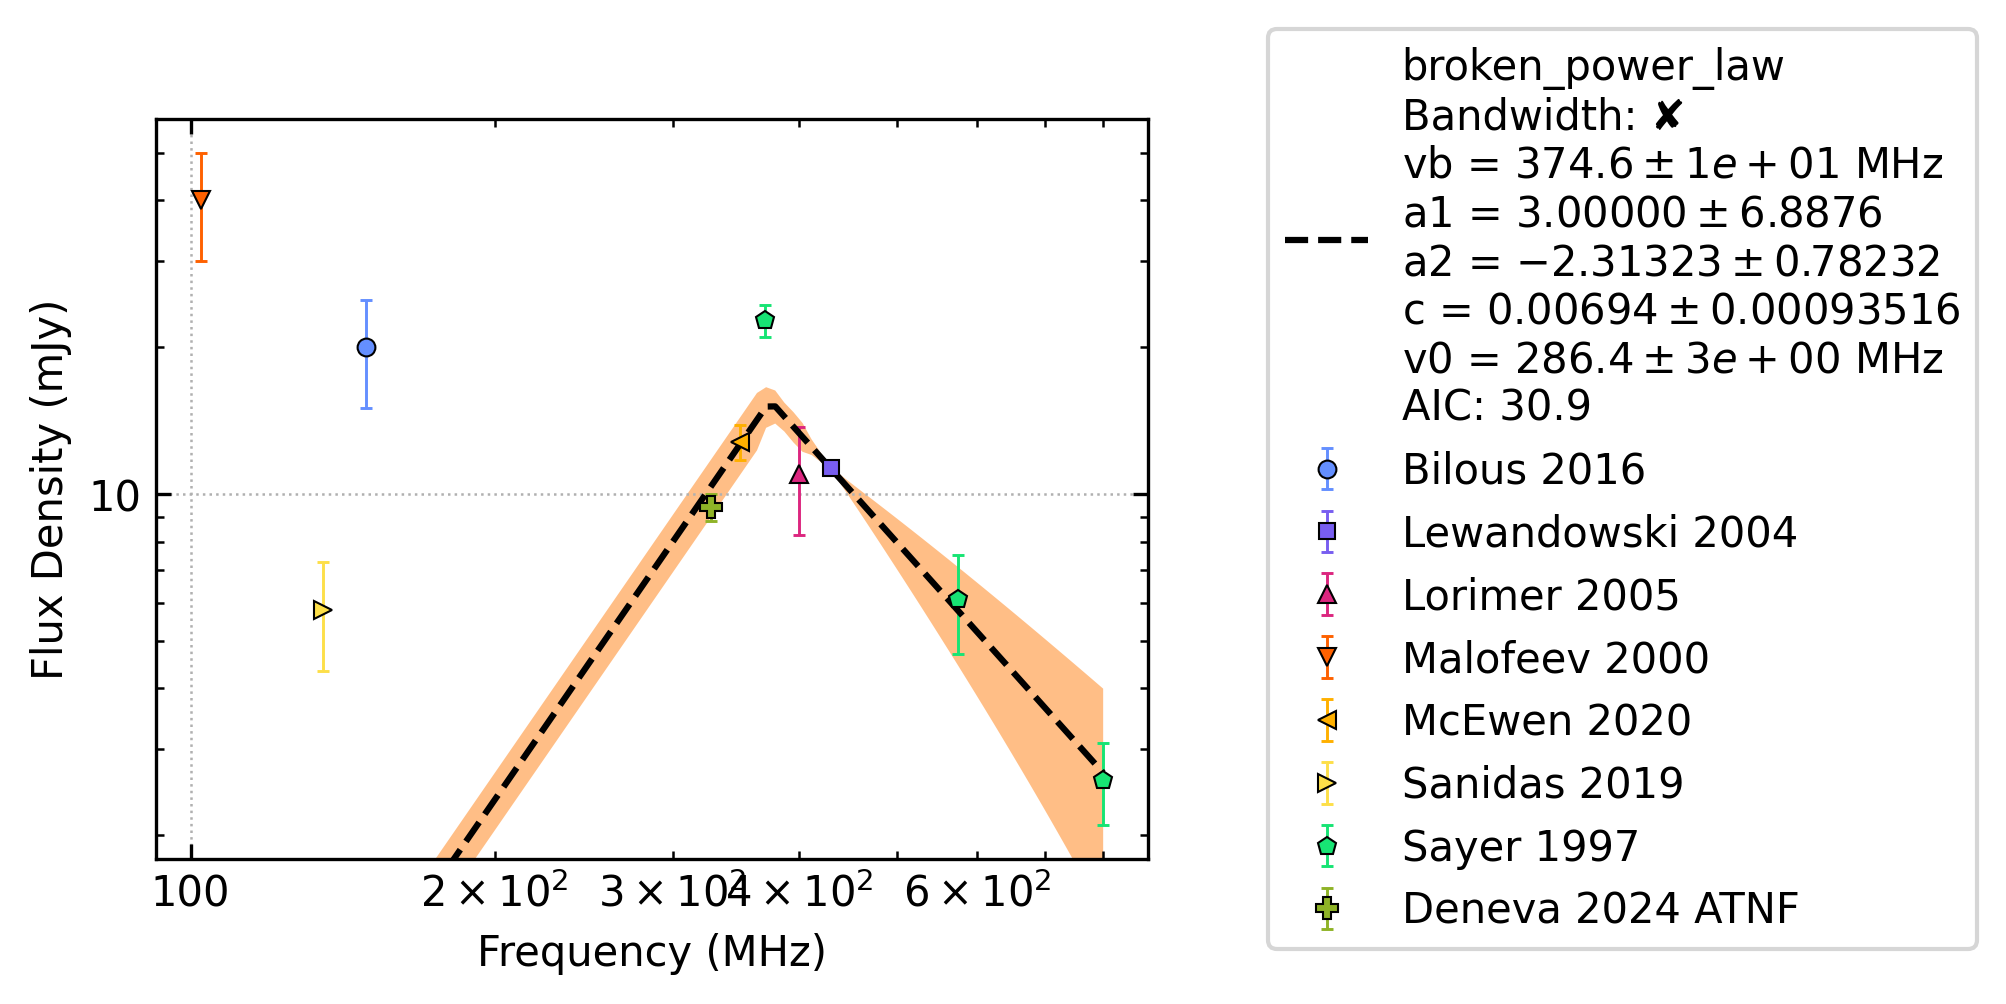 Flux Density (mJy)
10
100
2 × 10²
3 × 10²
4 × 10²
6 × 10²
Frequency (MHz)
broken_power_law
Bandwidth: ✘
vb = 374.6 ± 1e + 01 MHz
a1 = 3.00000 ± 6.8876
a2 = −2.31323 ± 0.78232
c = 0.00694 ± 0.00093516
v0 = 286.4 ± 3e + 00 MHz
AIC: 30.9
Bilous 2016
Lewandowski 2004
Lorimer 2005
Malofeev 2000
McEwen 2020
Sanidas 2019
Sayer 1997
Deneva 2024 ATNF